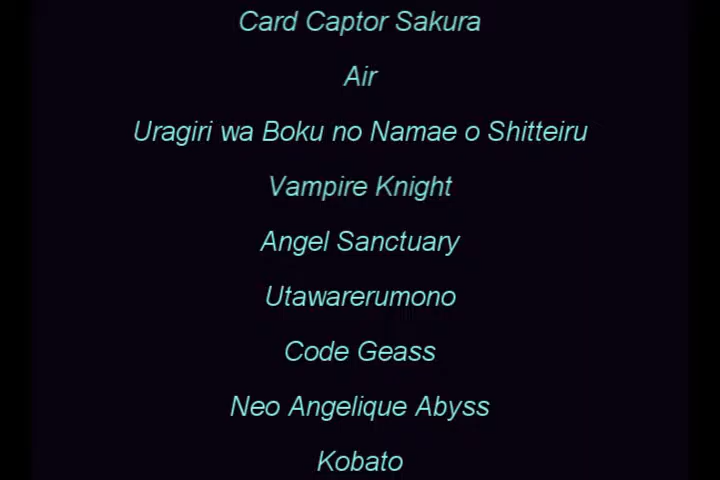 Card Captor Sakura
Air
Uragiri wa Boku no Namae o Shitteiru
Vampire Knight
Angel Sanctuary
Utawarerumono
Code Geass
Neo Angelique Abyss
Kobato